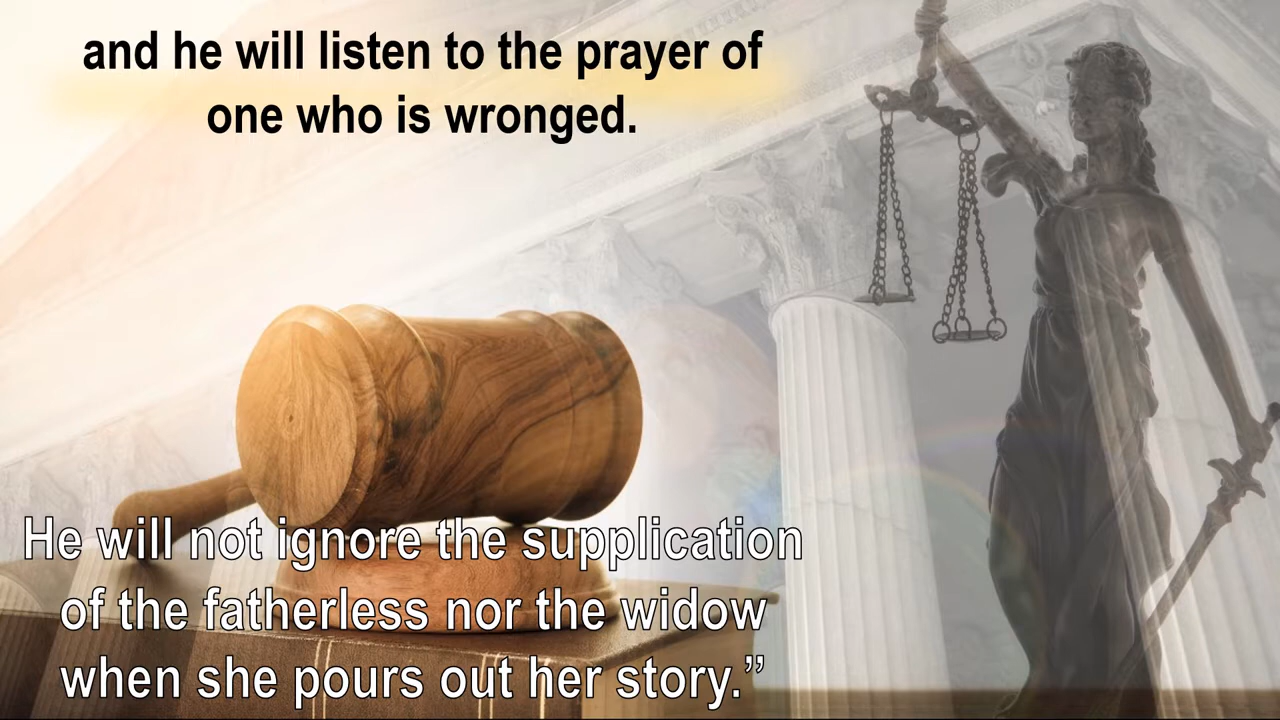 and he will listen to the prayer of
one who is wronged.
He will not ignore the supplication
of the fatherless nor the widow
when she pours out her story.”